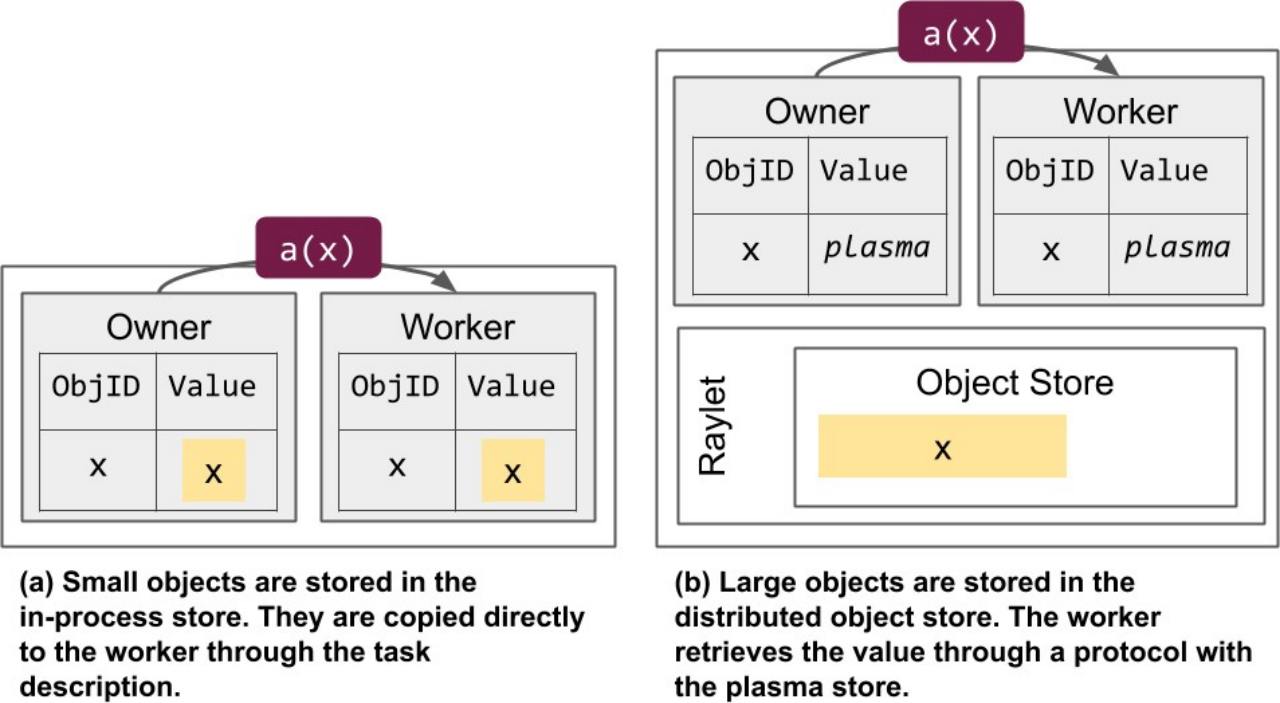 a(x)
Owner
Worker
ObjID Value
ObjID Value
x x
x x
(a) Small objects are stored in the
in-process store. They are copied directly
to the worker through the task
description.
a(x)
Owner
Worker
ObjID Value
ObjID Value
x plasma
x plasma
Raylet
Object Store
x
(b) Large objects are stored in the
distributed object store. The worker
retrieves the value through a protocol with
the plasma store.